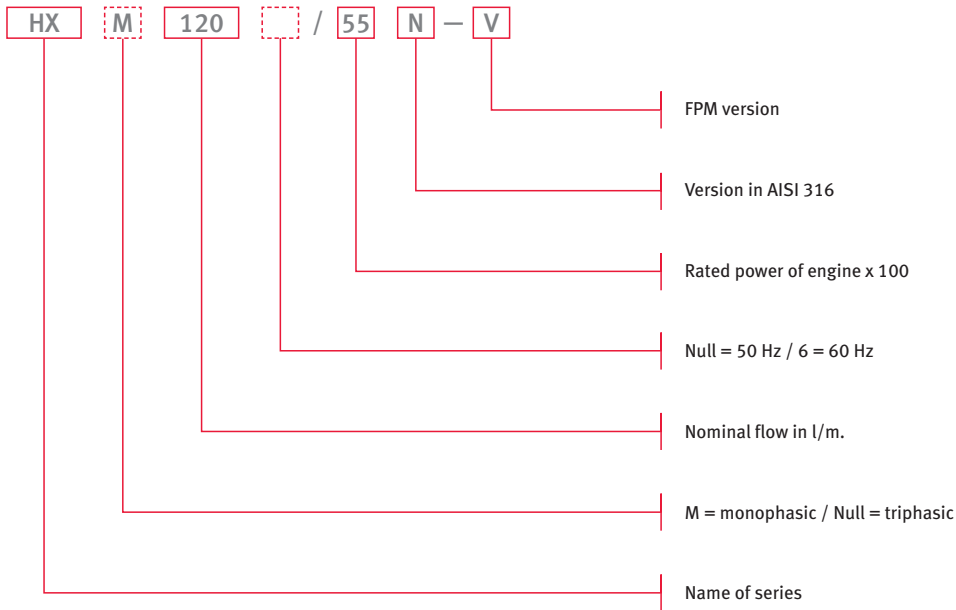 HX M 120 / 55 N — V
FPM version
Version in AISI 316
Rated power of engine x 100
Null = 50 Hz / 6 = 60 Hz
Nominal flow in l/m.
M = monophasic / Null = triphasic
Name of series